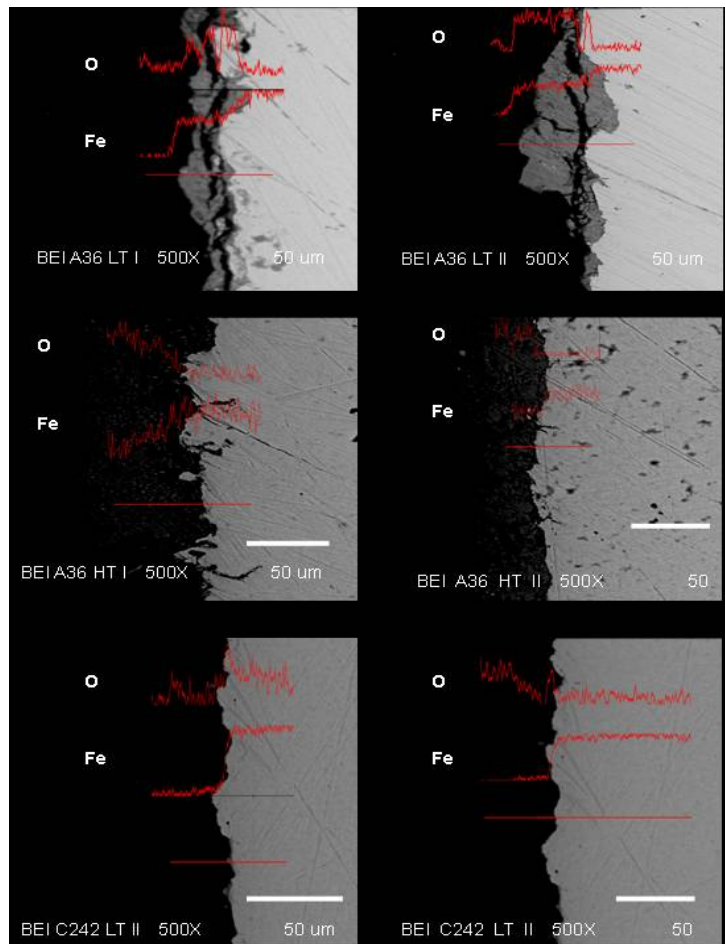 O
Fe
BEI A36 LT I 500X 50 um
O
Fe
BEI A36 LT II 500X 50 um
O
Fe
BEI A36 HT I 500X 50 um
O
Fe
BEI A36 HT II 500X 50
O
Fe
BEI C242 LT II 500X 50 um
O
Fe
BEI C242 LT II 500X 50